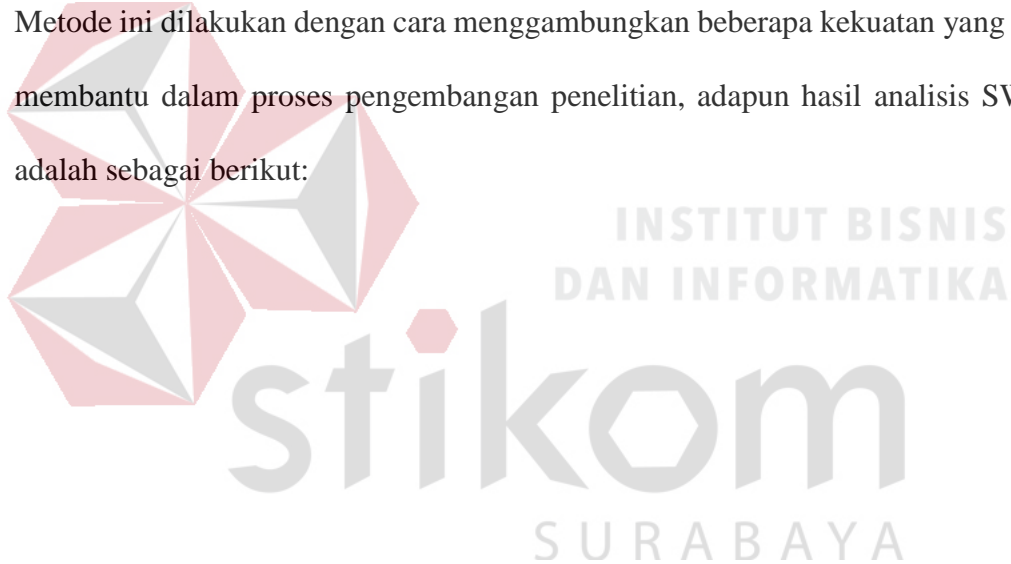 Metode ini dilakukan dengan cara menggambungkan beberapa kekuatan yang
membantu dalam proses pengembangan penelitian, adapun hasil analisis
adalah sebagai berikut:
INSTITUT BISNIS
DAN INFORMATIKA
stikom
SURABAYA